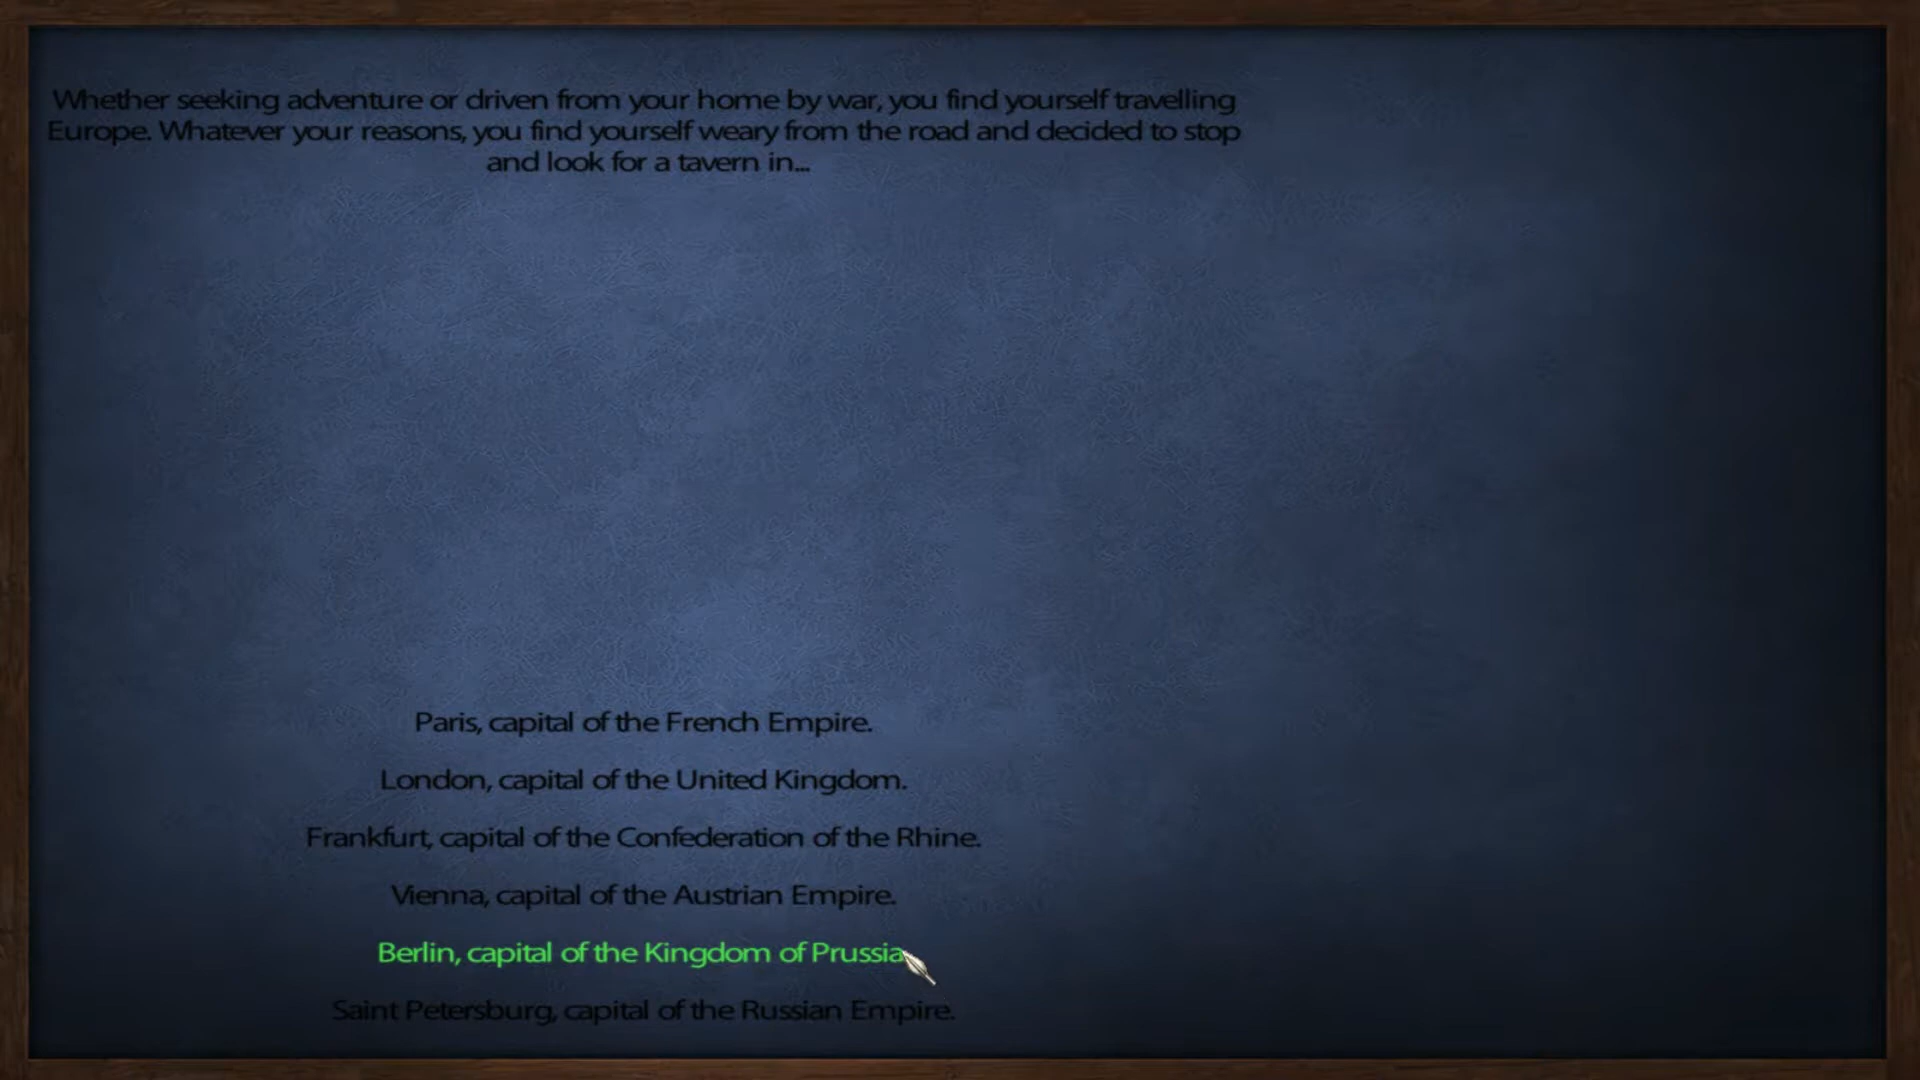 Whether seeking adventure or driven from your home by war, you find yourself travelling
Europe. Whatever your reasons, you find yourself weary from the road and decided to stop
and look for a tavern in...
Paris, capital of the French Empire.
London, capital of the United Kingdom.
Frankfurt, capital of the Confederation of the Rhine.
Vienna, capital of the Austrian Empire.
Berlin, capital of the Kingdom of Prussia.
Saint Petersburg, capital of the Russian Empire.